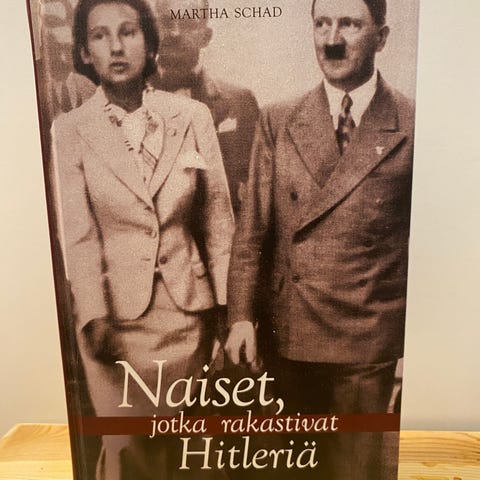 MARTHA SCHAD
Naiset,
jotka rakastivat
Hitleriä